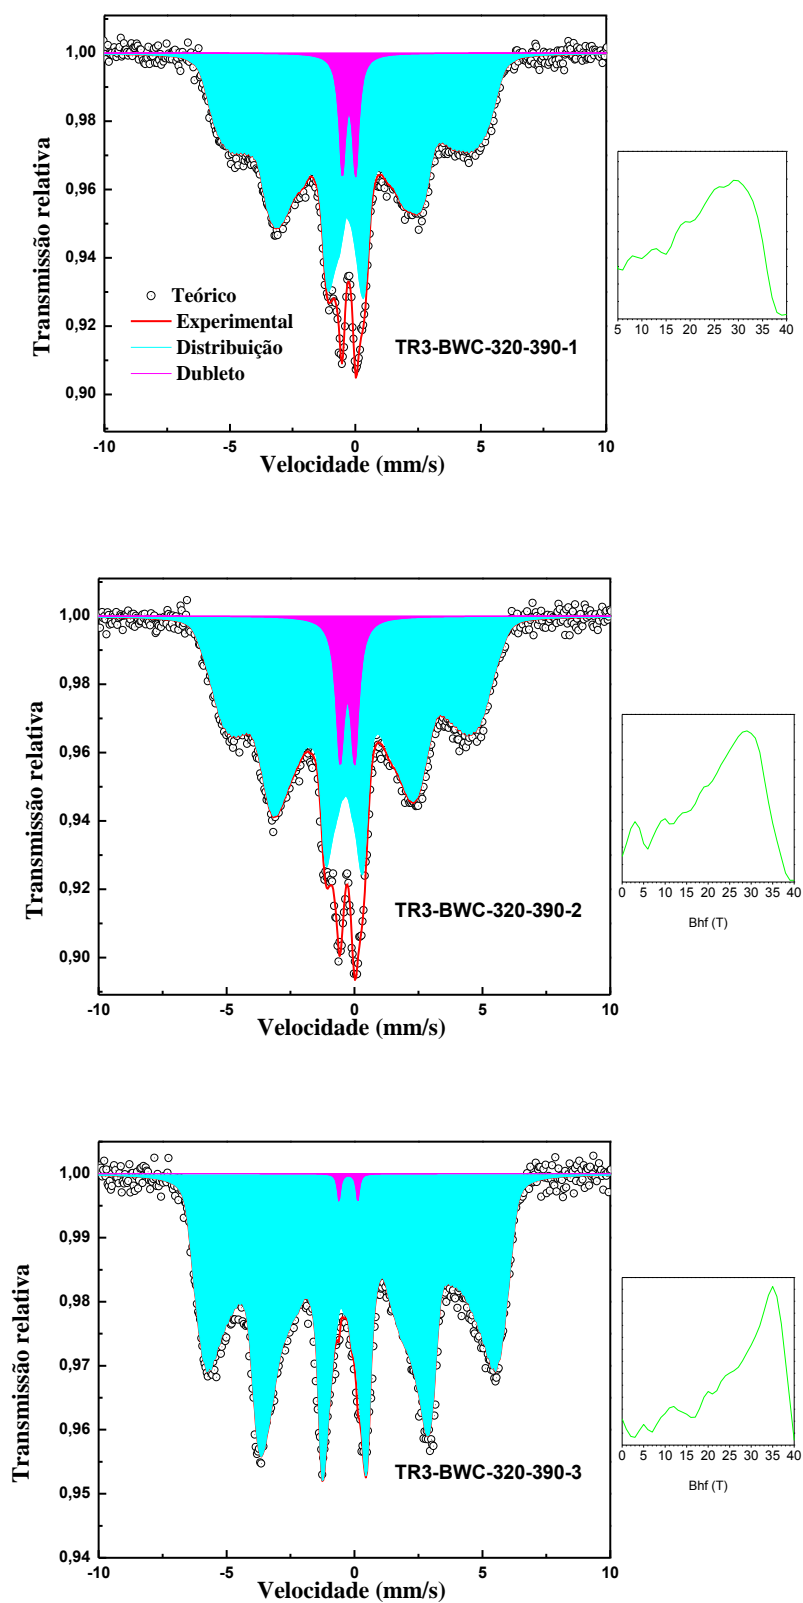 1,00
0,98
0,96
0,94
0,92
0,90
Transmissão relativa
Teórico
Experimental
Distribuição
Dubleto
TR3-BWC-320-390-1
-10 -5 0 5 10
Velocidade (mm/s)
5 10 15 20 25 30 35 40
1,00
0,98
0,96
0,94
0,92
0,90
Transmissão relativa
TR3-BWC-320-390-2
-10 -5 0 5 10
Velocidade (mm/s)
0 5 10 15 20 25 30 35 40
Bhf (T)
1,00
0,99
0,98
0,97
0,96
0,95
0,94
Transmissão relativa
TR3-BWC-320-390-3
-10 -5 0 5 10
Velocidade (mm/s)
0 5 10 15 20 25 30 35 40
Bhf (T)